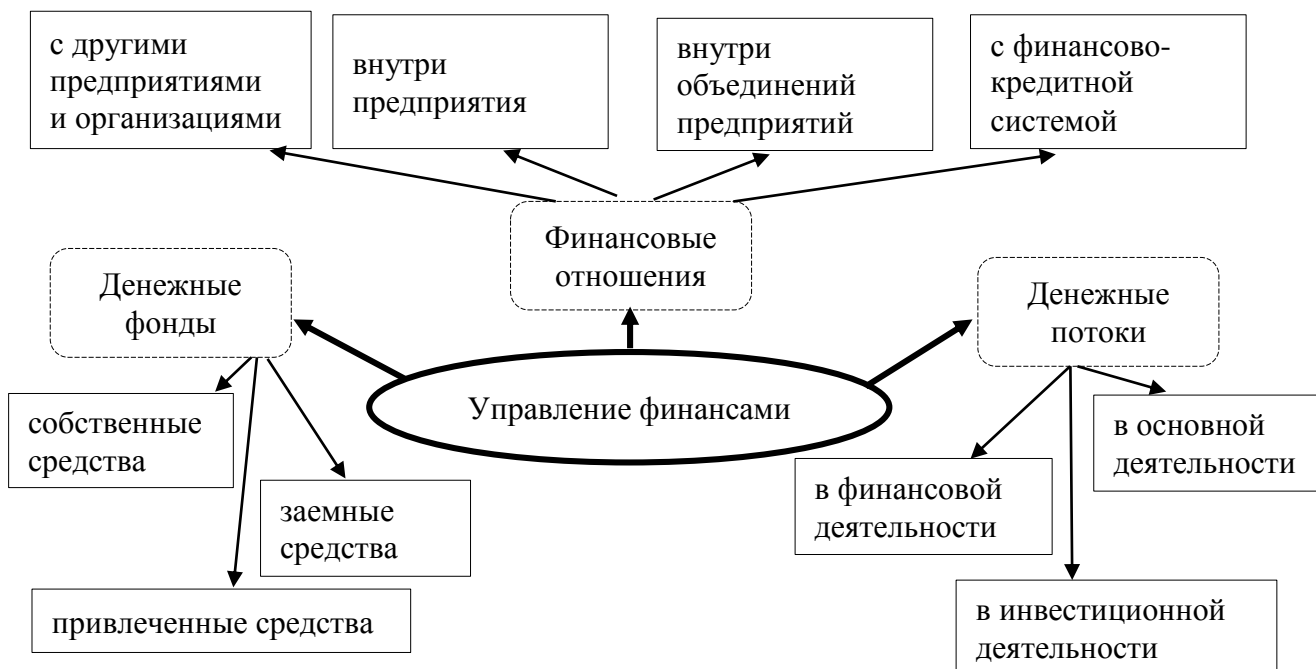 с другими
предприятиями
и организациями
внутри
предприятия
внутри
объединений
предприятий
с финансово-
кредитной
системой
Финансовые
отношения
Денежные
фонды
Денежные
потоки
Управление финансами
собственные
средства
заемные
средства
привлеченные средства
в основной
деятельности
в финансовой
деятельности
в инвестиционной
деятельности